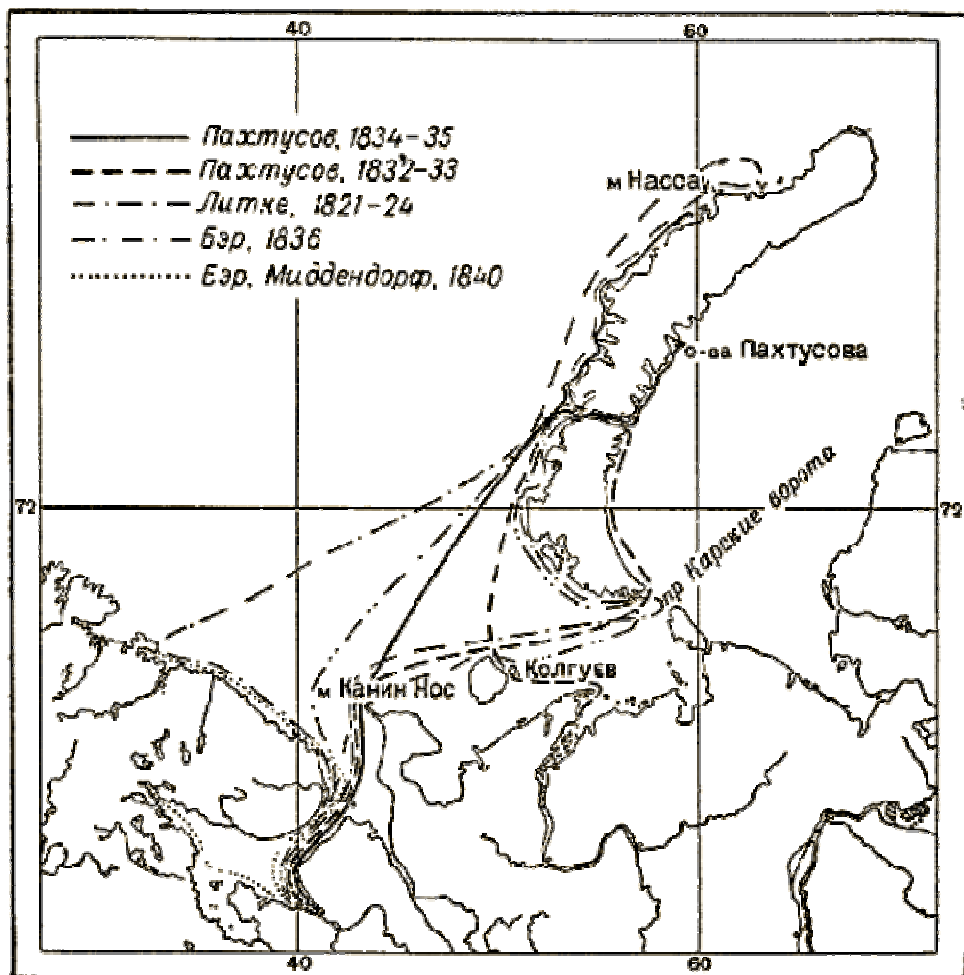 40 60
Пахтусов, 1834-35
Пахтусов, 1832-33
Литке, 1821-24
Бэр, 1836
Бэр, Миддендорф, 1840
м Насса
о-ва Пахтусова
72 72
пр Карские ворота
о Колгуев
м Канин Нос
40 60